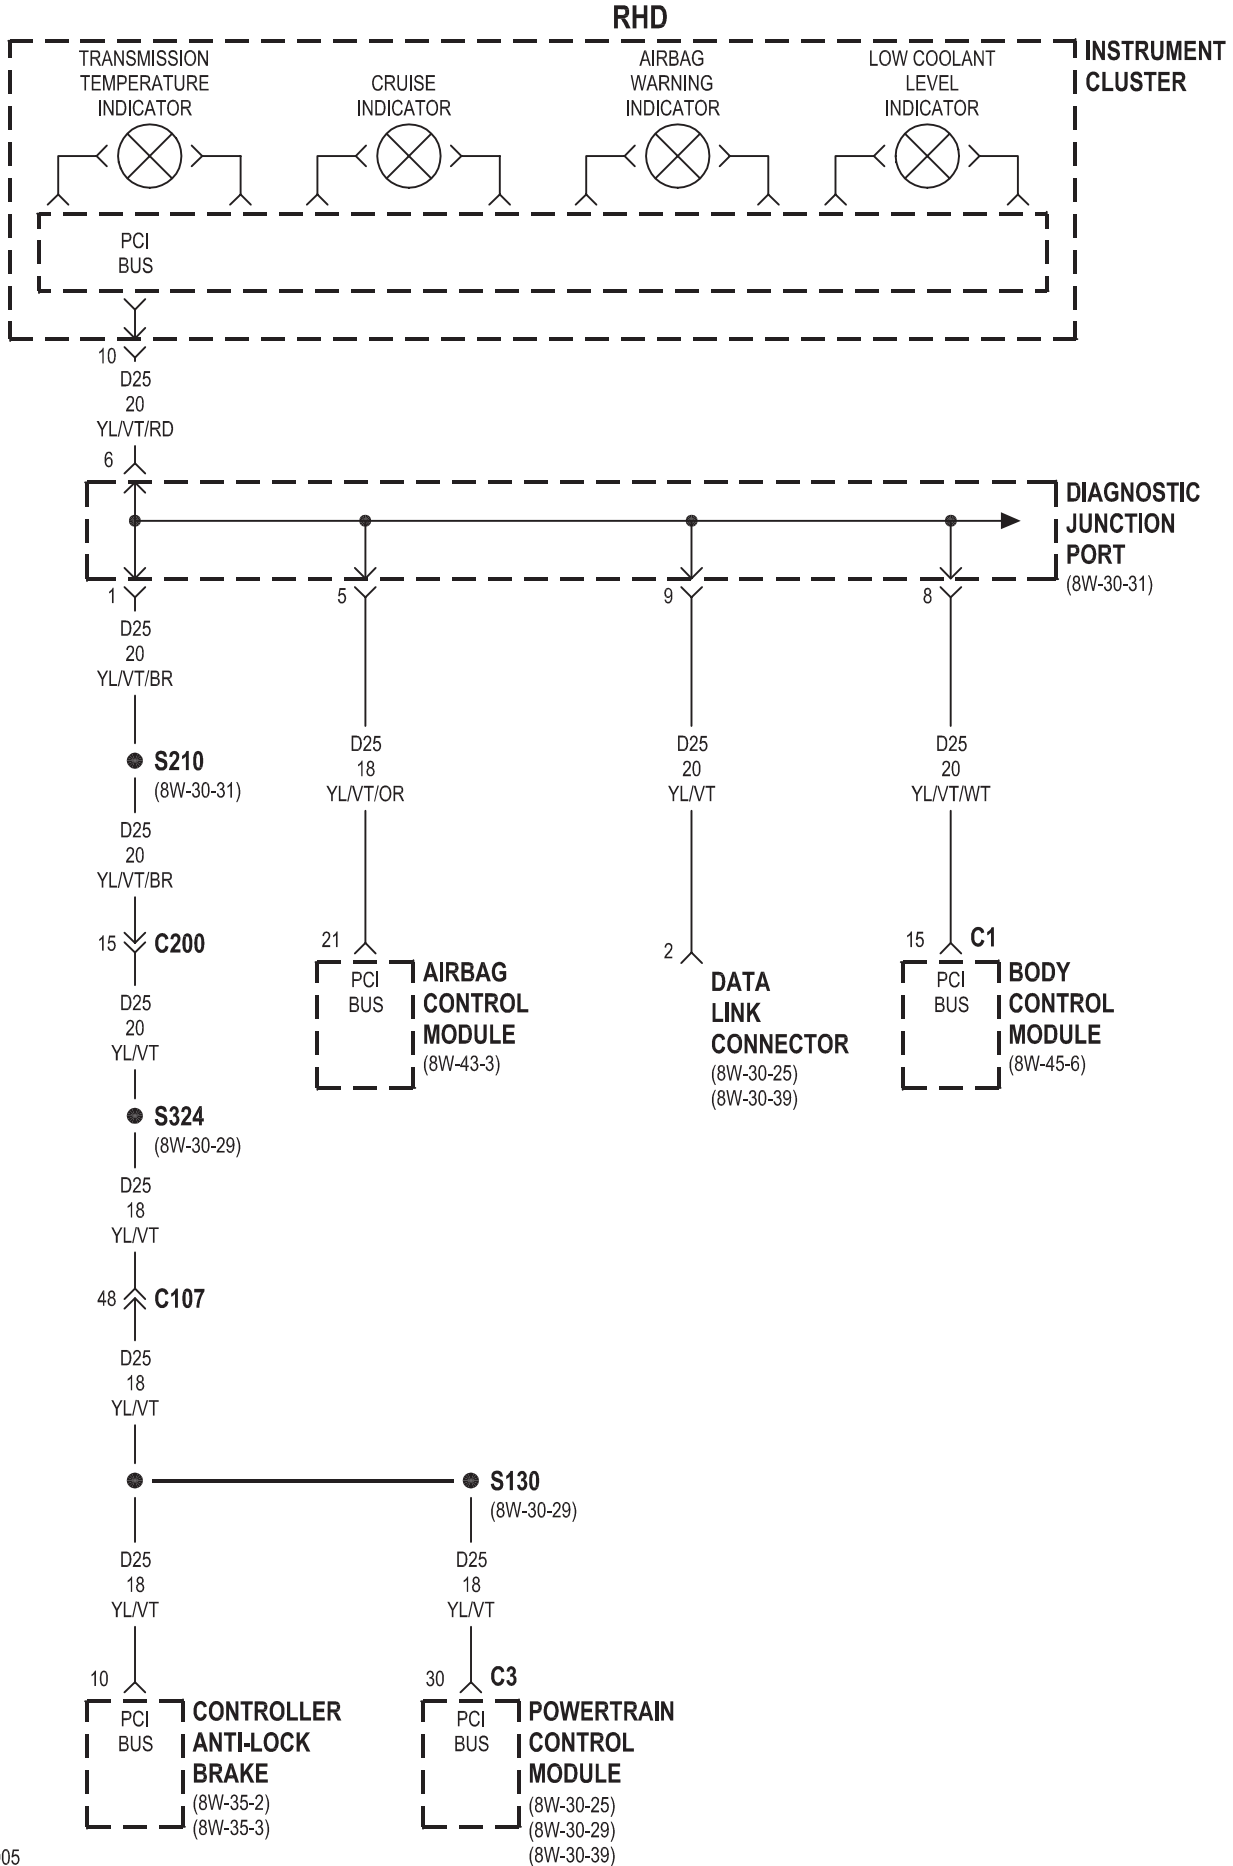 RHD
INSTRUMENT
CLUSTER
TRANSMISSION
TEMPERATURE
INDICATOR
CRUISE
INDICATOR
AIRBAG
WARNING
INDICATOR
LOW COOLANT
LEVEL
INDICATOR
PCI
BUS
10
D25
20
YL/VT/RD
6
DIAGNOSTIC
JUNCTION
PORT
(8W-30-31)
1
5
9
8
D25
20
YL/VT/BR
S210
(8W-30-31)
D25
20
YL/VT/BR
15
C200
D25
20
YL/VT
S324
(8W-30-29)
D25
18
YL/VT
48
C107
D25
18
YL/VT
D25
18
YL/VT/OR
21
PCI
BUS
AIRBAG
CONTROL
MODULE
(8W-43-3)
D25
20
YL/VT
2
DATA
LINK
CONNECTOR
(8W-30-25)
(8W-30-39)
D25
20
YL/VT/WT
15
C1
PCI
BUS
BODY
CONTROL
MODULE
(8W-45-6)
S130
(8W-30-29)
D25
18
YL/VT
10
PCI
BUS
CONTROLLER
ANTI-LOCK
BRAKE
(8W-35-2)
(8W-35-3)
D25
18
YL/VT
30
C3
PCI
BUS
POWERTRAIN
CONTROL
MODULE
(8W-30-25)
(8W-30-29)
(8W-30-39)
05